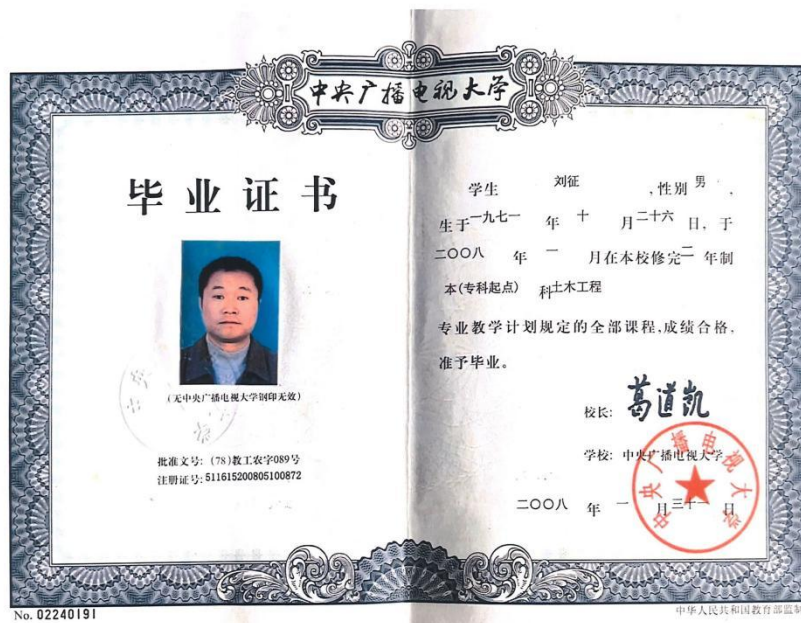 中央广播电视大学
毕业证书
(无中央广播电视大学钢印无效)
批准文号: (78)教工农字089号
注册证号: 511615200805100872
学生 刘征 ,性别 男 ,
生于一九七一 年 十 月二十六 日, 于
二〇〇八 年 一 月在本校修完二 年制
本(专科起点) 科土木工程
专业教学计划规定的全部课程,成绩合格,
准予毕业。
校长: 葛道凯
学校: 中央广播电视大学
二〇〇八 年 一 月三十一 日
中央广播电视大学
No. 02240191
中华人民共和国教育部监制